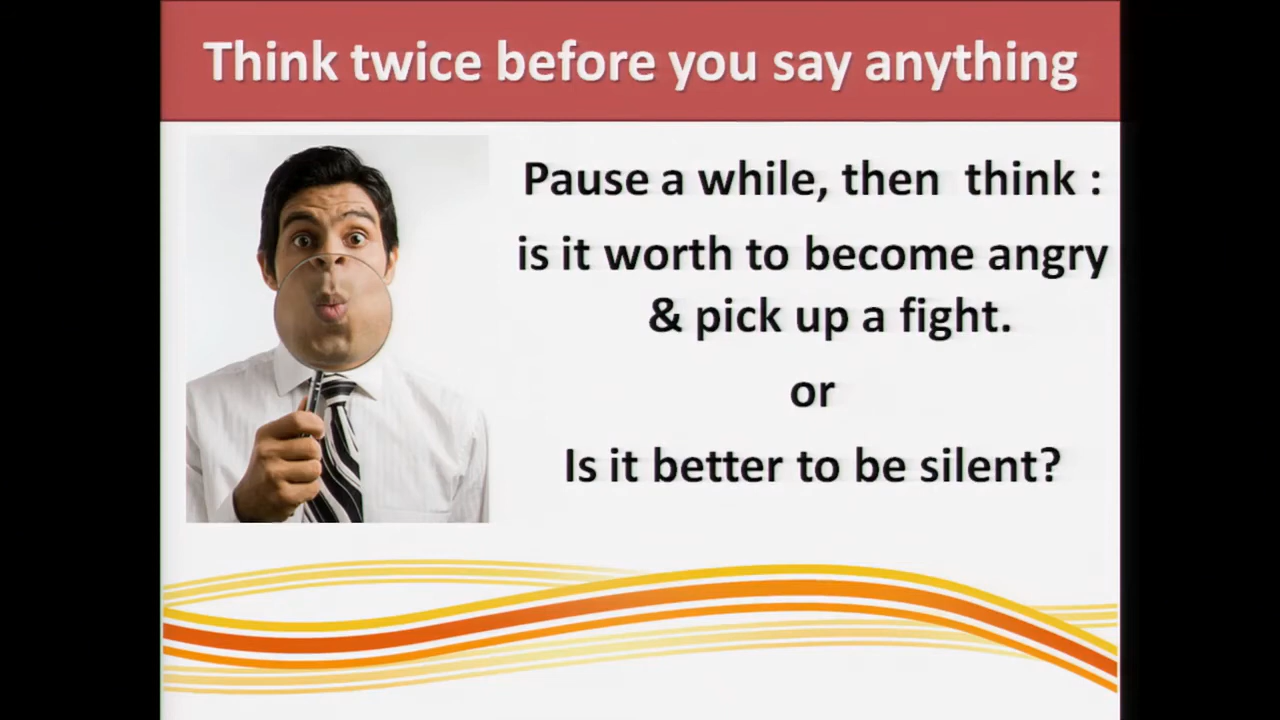 Think twice before you say anything
Pause a while, then  think :
is it worth to become angry
& pick up a fight.
or
Is it better to be silent?